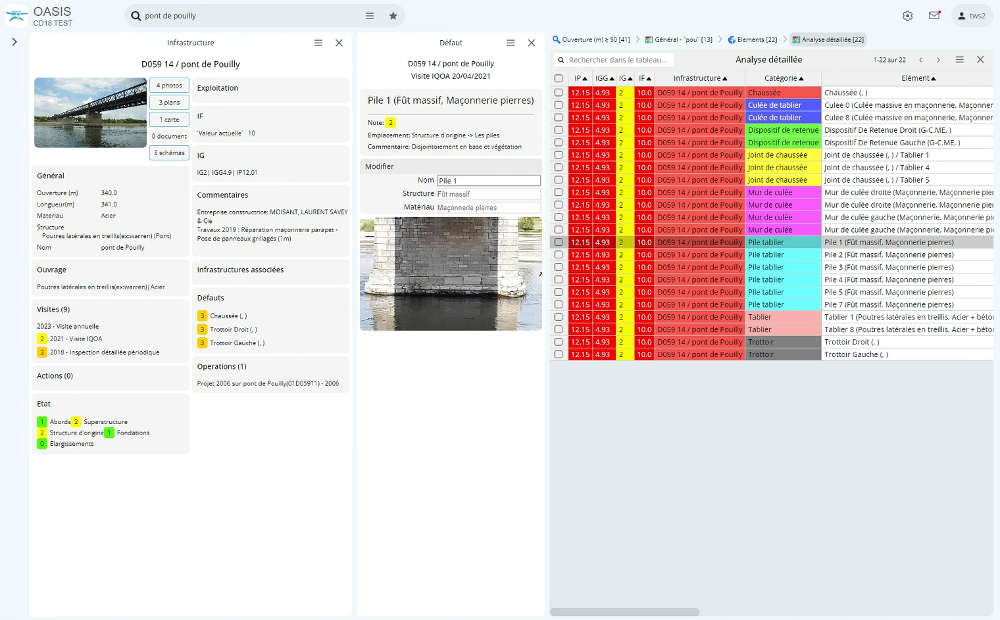 OASIS
CD18 TEST
pont de pouilly
tws2
Infrastructure
D059 14 / pont de Pouilly
4 photos
3 plans
1 carte
0 document
3 schémas
Général
Ouverture (m) 340.0
Longueur(m) 341.0
Materiau Acier
Structure
Poutres latérales en treillis(ex:warren) (Pont)
Nom pont de Pouilly
Ouvrage
Poutres latérales en treillis(ex:warren)|Acier
Visites (9)
2023 - Visite annuelle
2 2021 - Visite IQOA
3 2018 - Inspection détaillée périodique
Actions (0)
Etat
1 Abords 2 Superstructure
2 Structure d'origine 1 Fondations
0 Elargissements
Exploitation
IF
'Valeur actuelle' 10
IG
IG2| IGG4.9| IP12.01
Commentaires
Entreprise constructrice: MOISANT, LAURENT SAVEY
& Cie
Travaux 2019 : Réparation maçonnerie parapet -
Pose de panneaux grillagés (1m)
Infrastructures associées
Défauts
3 Chaussée (, )
3 Trottoir Droit (, )
3 Trottoir Gauche (, )
Operations (1)
Projet 2006 sur pont de Pouilly(01D05911) - 2006
Défaut
D059 14 / pont de Pouilly
Visite IQOA 20/04/2021
Pile 1 (Fût massif, Maçonnerie pierres)
Note: 2
Emplacement: Structure d'origine -> Les piles
Commentaire: Disjointoiement en base et végétation
Modifier
Nom Pile 1
Structure Fût massif
Matériau Maçonnerie pierres
Ouverture (m) ≥ 50 [41] Général - "pou" [13] Elements [22] Analyse détaillée [22]
Rechercher dans le tableau... Analyse détaillée 1-22 sur 22
IP IGG IG IF Infrastructure Catégorie Elément
12.15 4.93 2 10.0 D059 14 / pont de Pouilly Chaussée Chaussée (, )
12.15 4.93 2 10.0 D059 14 / pont de Pouilly Culée de tablier Culee 0 (Culée massive en maçonnerie, Maçonner
12.15 4.93 2 10.0 D059 14 / pont de Pouilly Culée de tablier Culee 8 (Culée massive en maçonnerie, Maçonner
12.15 4.93 2 10.0 D059 14 / pont de Pouilly Dispositif de retenue Dispositif De Retenue Droit (G-C.ME, )
12.15 4.93 2 10.0 D059 14 / pont de Pouilly Dispositif de retenue Dispositif De Retenue Gauche (G-C.ME, )
12.15 4.93 2 10.0 D059 14 / pont de Pouilly Joint de chaussée Joint de chaussée (, ) / Tablier 1
12.15 4.93 2 10.0 D059 14 / pont de Pouilly Joint de chaussée Joint de chaussée (, ) / Tablier 4
12.15 4.93 2 10.0 D059 14 / pont de Pouilly Joint de chaussée Joint de chaussée (, ) / Tablier 5
12.15 4.93 2 10.0 D059 14 / pont de Pouilly Mur de culée Mur de culée droite (Maçonnerie, Maçonnerie pier
12.15 4.93 2 10.0 D059 14 / pont de Pouilly Mur de culée Mur de culée droite (Maçonnerie, Maçonnerie pier
12.15 4.93 2 10.0 D059 14 / pont de Pouilly Mur de culée Mur de culée gauche (Maçonnerie, Maçonnerie pi
12.15 4.93 2 10.0 D059 14 / pont de Pouilly Mur de culée Mur de culée gauche (Maçonnerie, Maçonnerie pi
12.15 4.93 2 10.0 D059 14 / pont de Pouilly Pile tablier Pile 1 (Fût massif, Maçonnerie pierres)
12.15 4.93 2 10.0 D059 14 / pont de Pouilly Pile tablier Pile 2 (Fût massif, Maçonnerie pierres)
12.15 4.93 2 10.0 D059 14 / pont de Pouilly Pile tablier Pile 3 (Fût massif, Maçonnerie pierres)
12.15 4.93 2 10.0 D059 14 / pont de Pouilly Pile tablier Pile 4 (Fût massif, Maçonnerie pierres)
12.15 4.93 2 10.0 D059 14 / pont de Pouilly Pile tablier Pile 5 (Fût massif, Maçonnerie pierres)
12.15 4.93 2 10.0 D059 14 / pont de Pouilly Pile tablier Pile 7 (Fût massif, Maçonnerie pierres)
12.15 4.93 2 10.0 D059 14 / pont de Pouilly Tablier Tablier 1 (Poutres latérales en treillis, Acier + béto
12.15 4.93 2 10.0 D059 14 / pont de Pouilly Tablier Tablier 8 (Poutres latérales en treillis, Acier + béto
12.15 4.93 2 10.0 D059 14 / pont de Pouilly Trottoir Trottoir Droit (, )
12.15 4.93 2 10.0 D059 14 / pont de Pouilly Trottoir Trottoir Gauche (, )